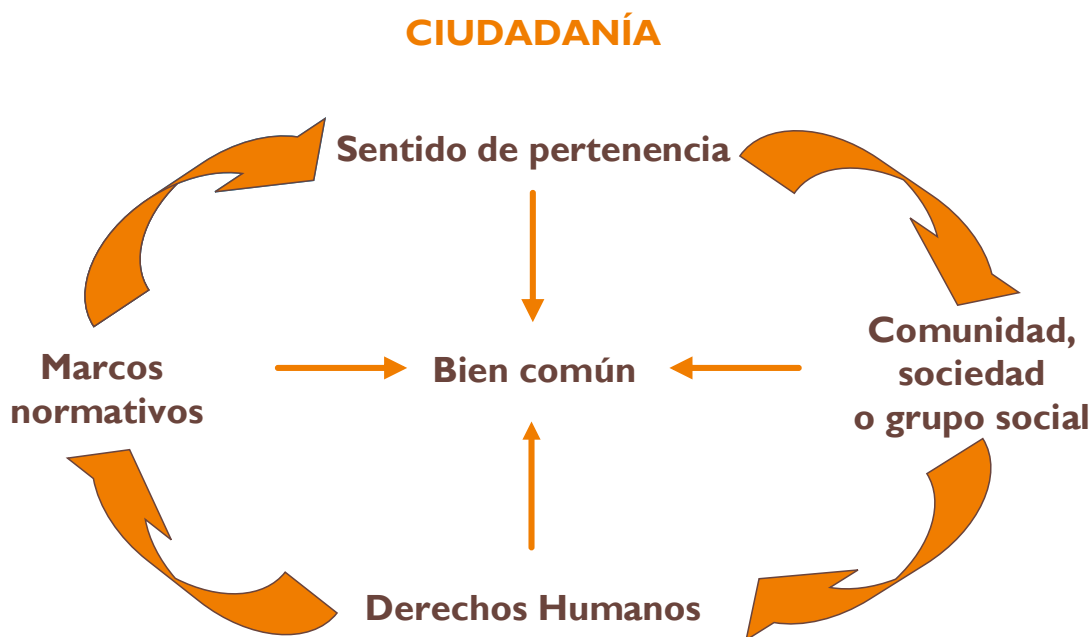 CIUDADANÍA
Sentido de pertenencia
Comunidad,
sociedad
o grupo social
Marcos
normativos
Bien común
Derechos Humanos